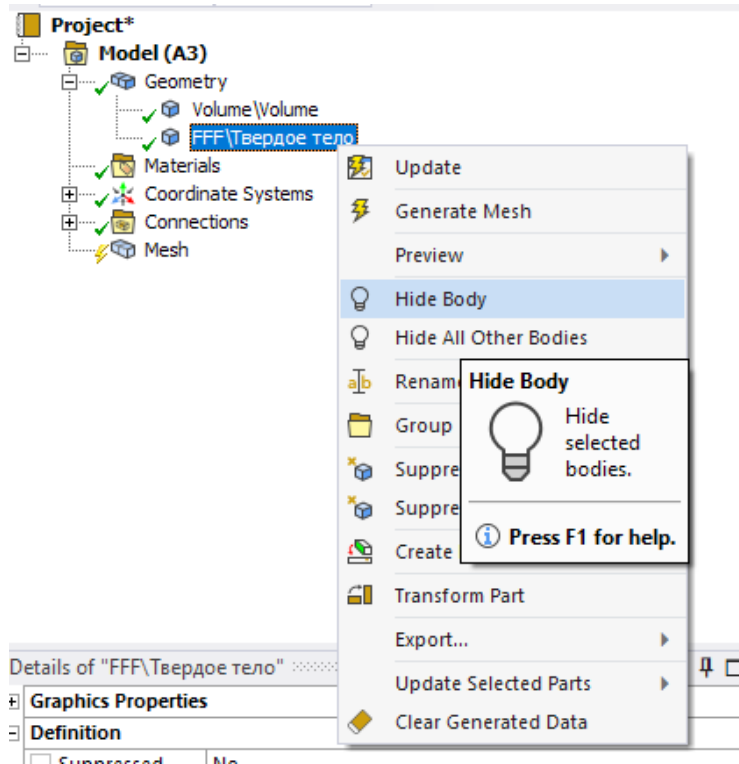 Project*
Model (A3)
Geometry
Volume\Volume
FFF\Твердое тело
Materials
Coordinate Systems
Connections
Mesh
Update
Generate Mesh
Preview
Hide Body
Hide All Other Bodies
Renam
Group
Suppre
Suppre
Create
Transform Part
Export...
Update Selected Parts
Clear Generated Data
Hide Body
Hide
selected
bodies.
Press F1 for help.
Details of "FFF\Твердое тело"
Graphics Properties
Definition
Suppressed No